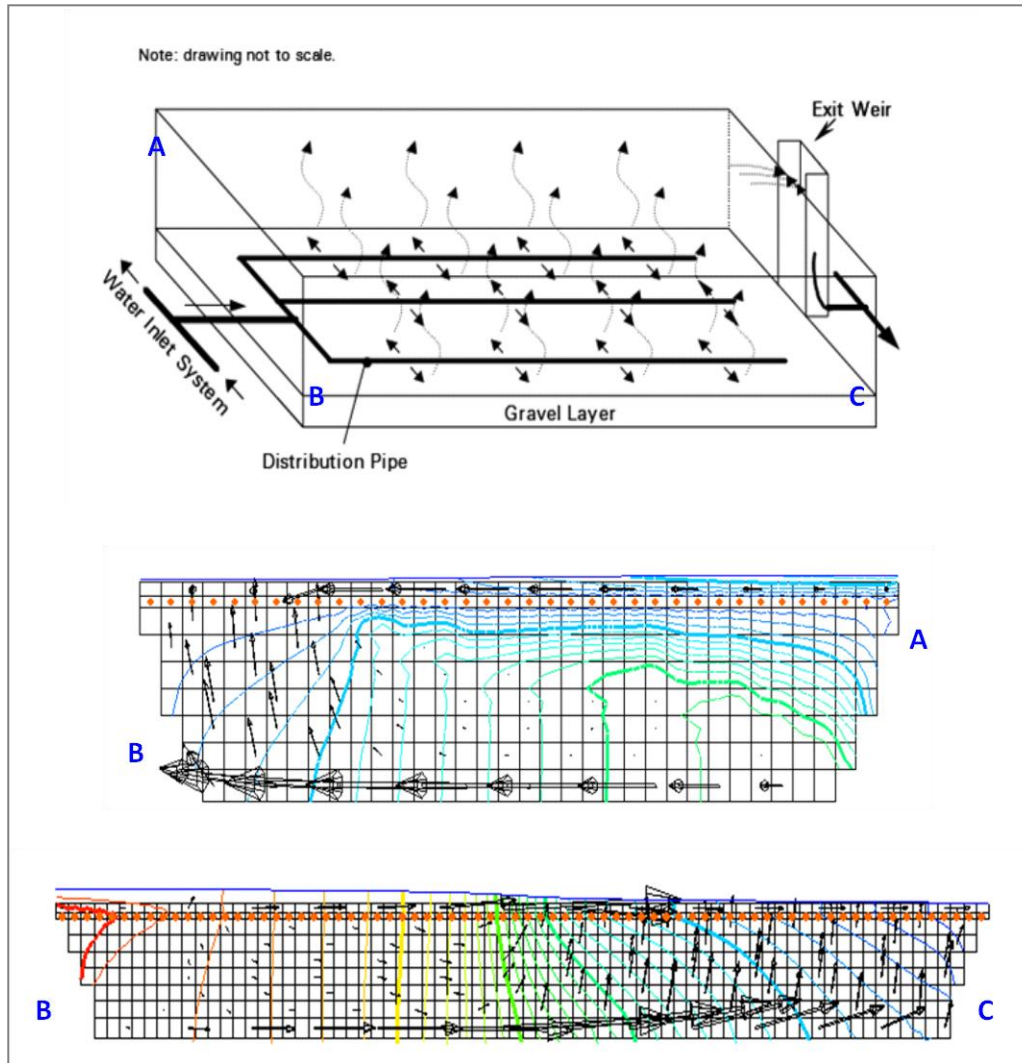 Note: drawing not to scale.
Exit Weir
A
Water Inlet System
B
C
Gravel Layer
Distribution Pipe
A
B
B
C